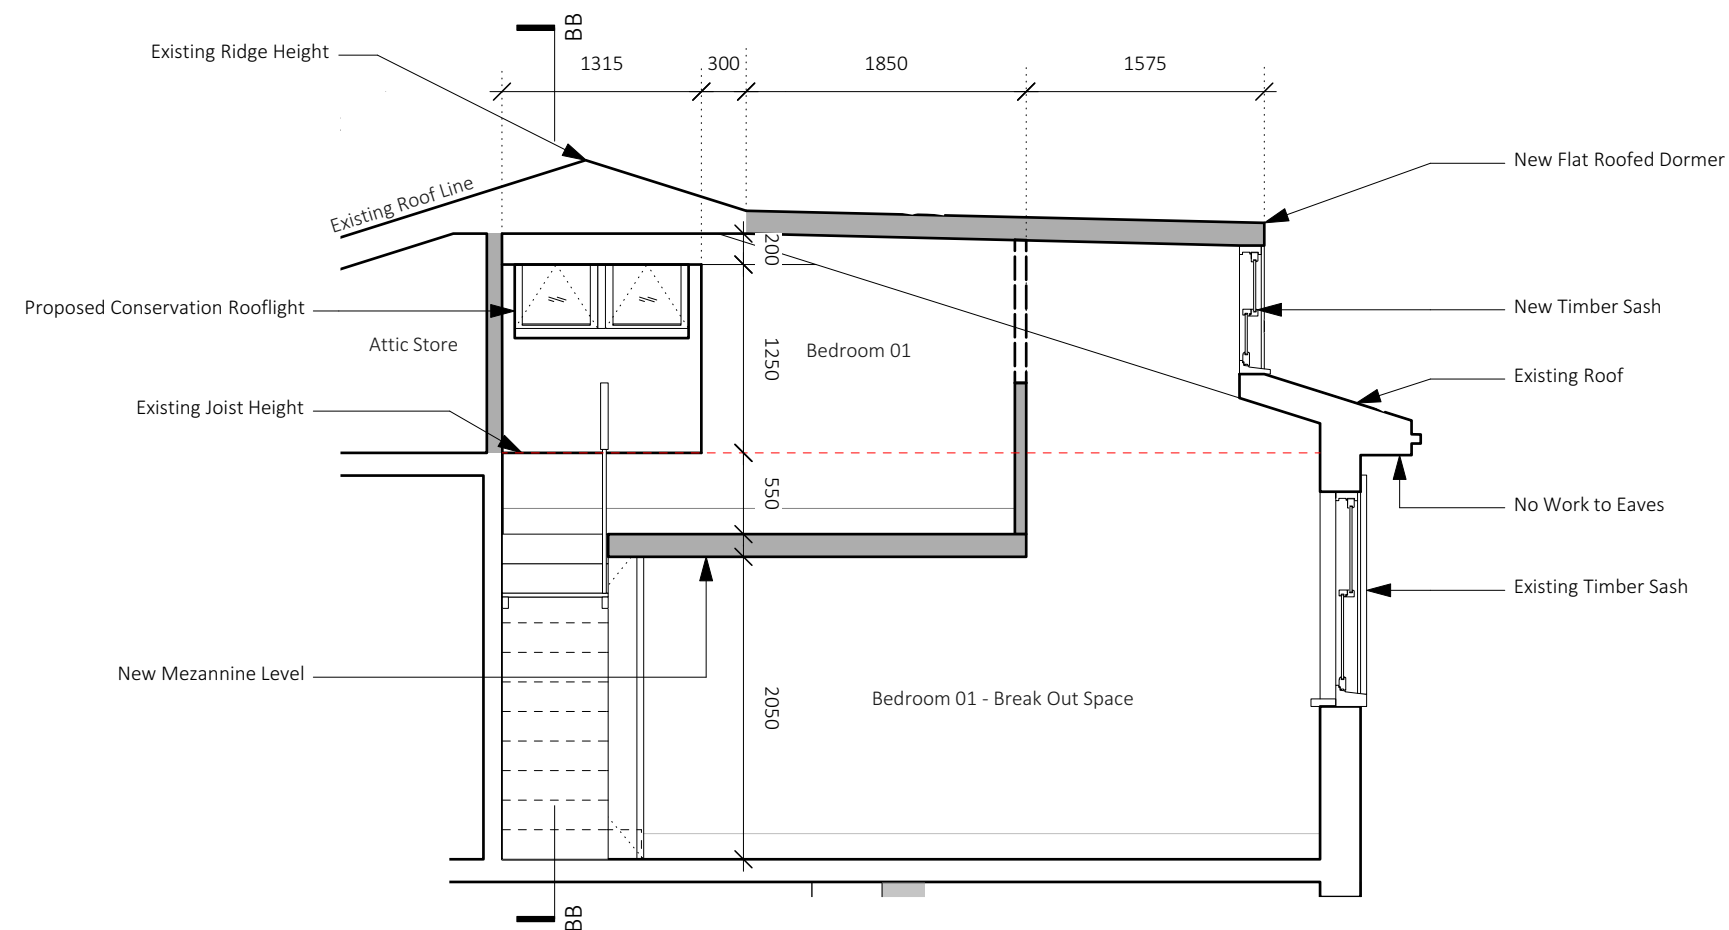 BB
Existing Ridge Height
1315
300
1850
1575
New Flat Roofed Dormer
Existing Roof Line
200
Proposed Conservation Rooflight
New Timber Sash
Attic Store
1250
Bedroom 01
Existing Roof
Existing Joist Height
550
No Work to Eaves
Existing Timber Sash
New Mezannine Level
2050
Bedroom 01 - Break Out Space
BB